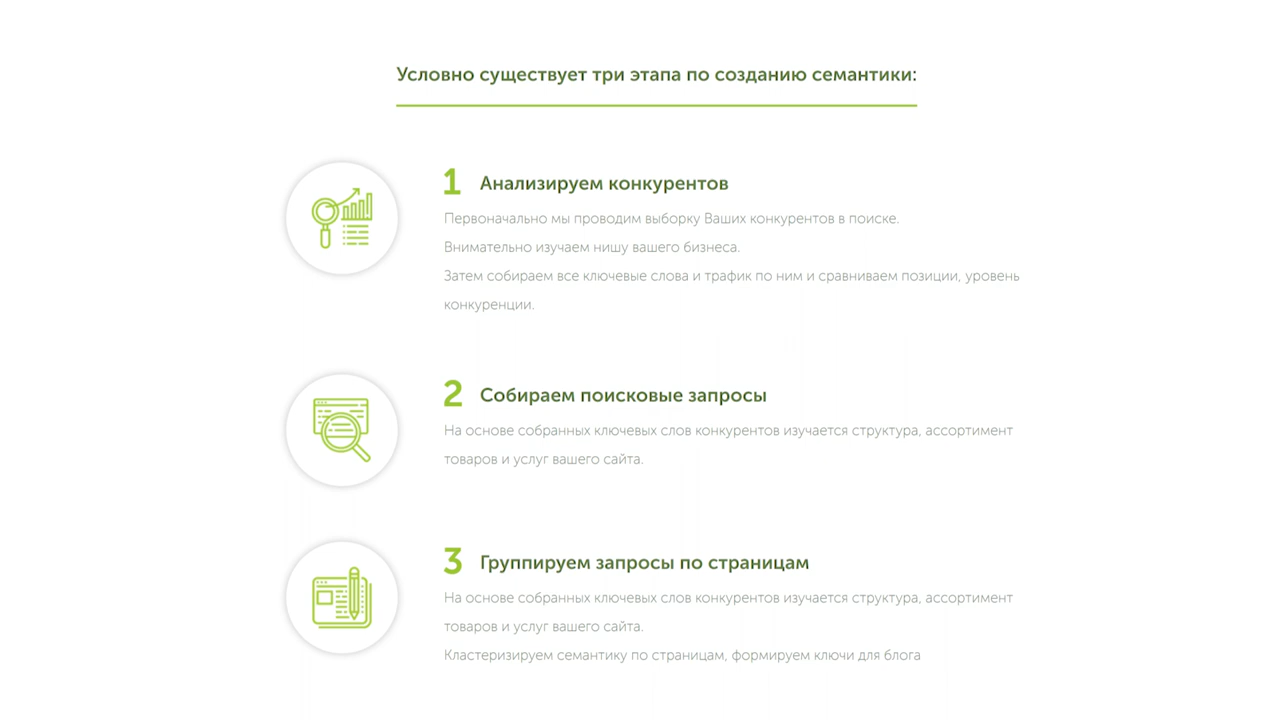 Условно существует три этапа по созданию семантики:
1 Анализируем конкурентов
Первоначально мы проводим выборку Ваших конкурентов в поиске.
Внимательно изучаем нишу вашего бизнеса.
Затем собираем все ключевые слова и трафик по ним и сравниваем позиции, уровень
конкуренции.
2 Собираем поисковые запросы
На основе собранных ключевых слов конкурентов изучается структура, ассортимент
товаров и услуг вашего сайта.
3 Группируем запросы по страницам
На основе собранных ключевых слов конкурентов изучается структура, ассортимент
товаров и услуг вашего сайта.
Кластеризируем семантику по страницам, формируем ключи для блога